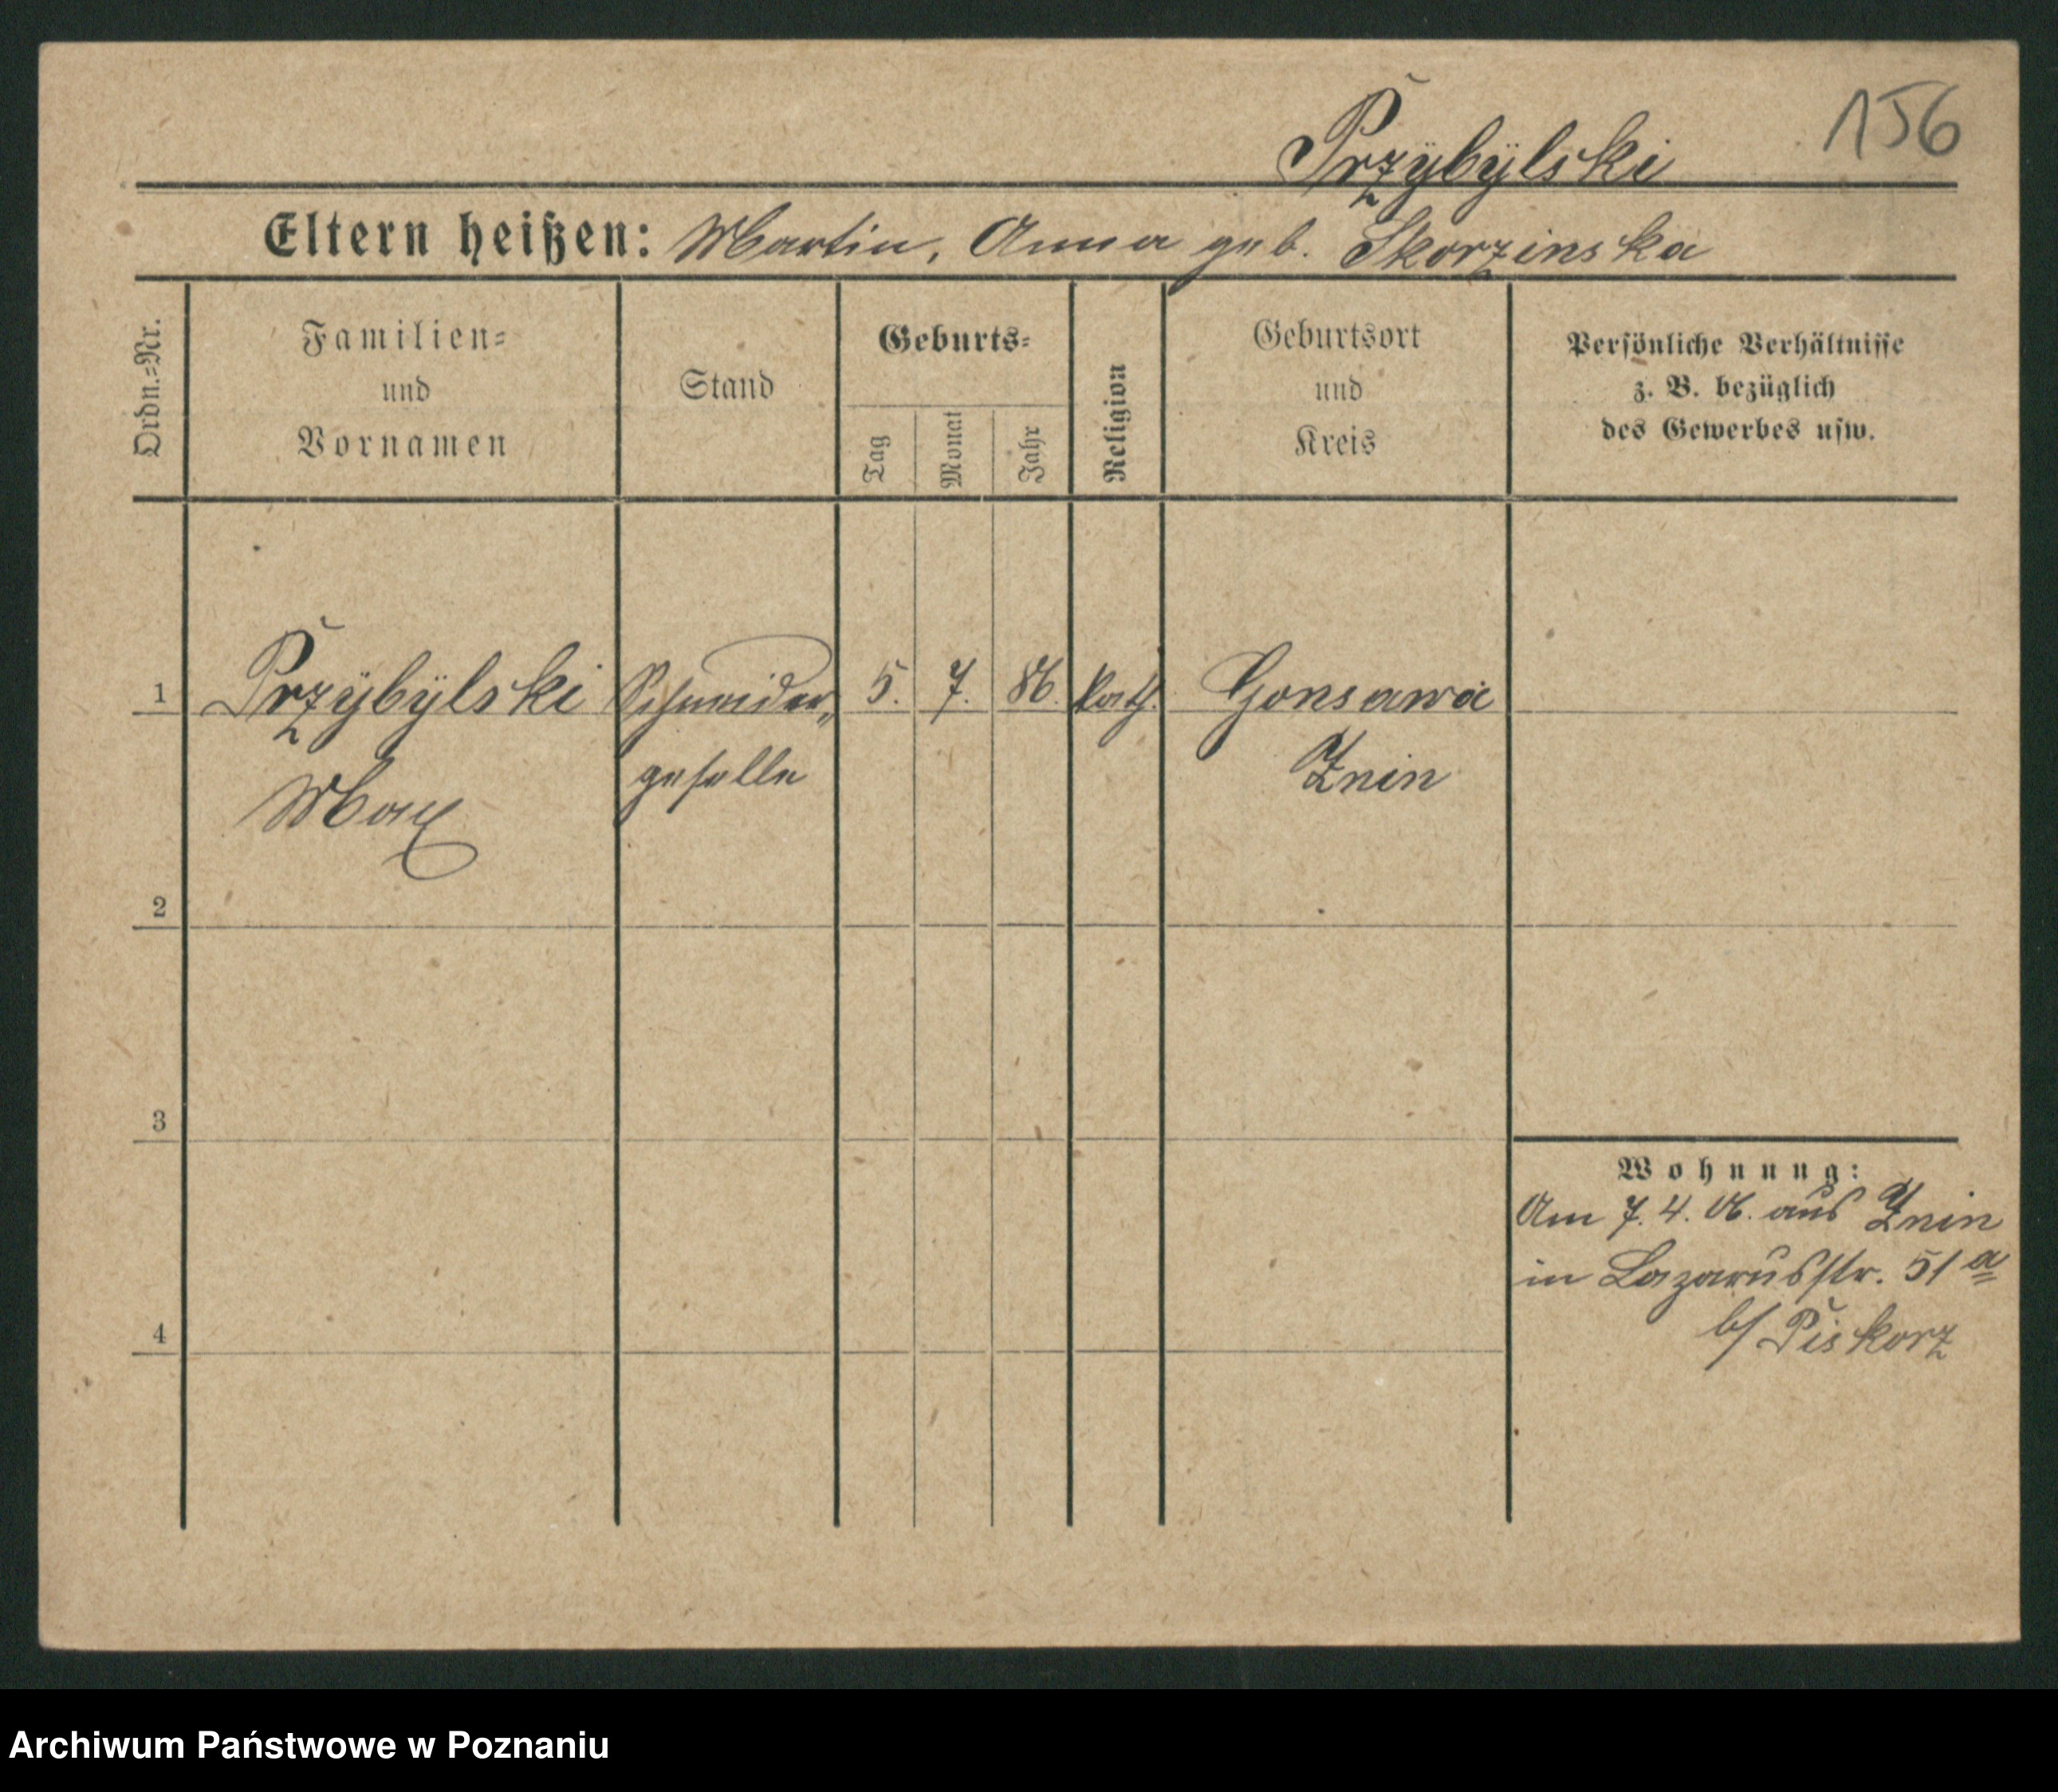 156
Przybylski
Eltern heißen: Martin, Anna geb. Skorzinska
Ordn.-Nr.
Familien-
und
Vornamen
Stand
Geburts-
Tag
Monat
Jahr
Religion
Geburtsort
und
Kreis
Persönliche Verhältnisse
z. B. bezüglich
des Gewerbes usw.
1 Przybylski Schneider„ 5. 7. 86. kath. Gonsawa
Max geselle Znin
2
3
4
Wohnung:
Am 7. 4. 06. aus Znin
in Lazarusstr. 51a
b/ Piskorz
Archiwum Państwowe w Poznaniu